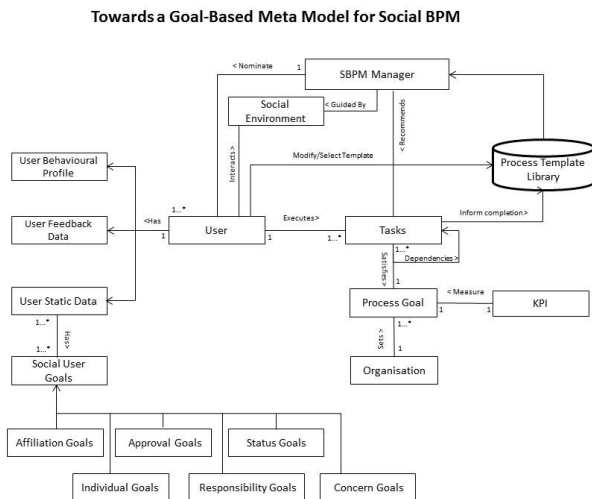 Towards a Goal-Based Meta Model for Social BPM
< Nominate
1
SBPM Manager
1...*
Social
Environment
< Guided By
< Recommends
User Behavioural
Profile
Interacts >
Modify/Select Template
Process Template
Library
User Feedback
Data
<Has
1
1...*
User
1
Executes>
1...*
Tasks
Inform completion>
1...*
Dependencies >
Satisfies>
1
User Static Data
1...*
Has>
1...*
Process Goal
1
< Measure
1
KPI
1...*
Sets >
1
Organisation
Social User
Goals
Affiliation Goals
Approval Goals
Status Goals
Individual Goals
Responsibility Goals
Concern Goals